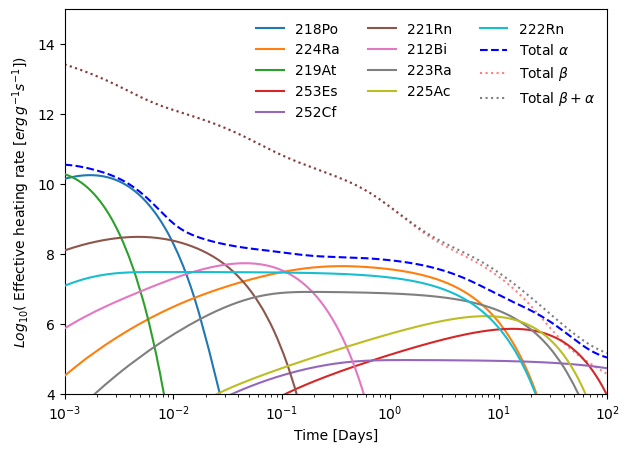 14
12
10
8
6
4
Log₁₀( Effective heating rate [erg g⁻¹s⁻¹])
218Po
224Ra
219At
253Es
252Cf
221Rn
212Bi
223Ra
225Ac
222Rn
Total α
Total β
Total β + α
10⁻³
10⁻²
10⁻¹
10⁰
10¹
10²
Time [Days]